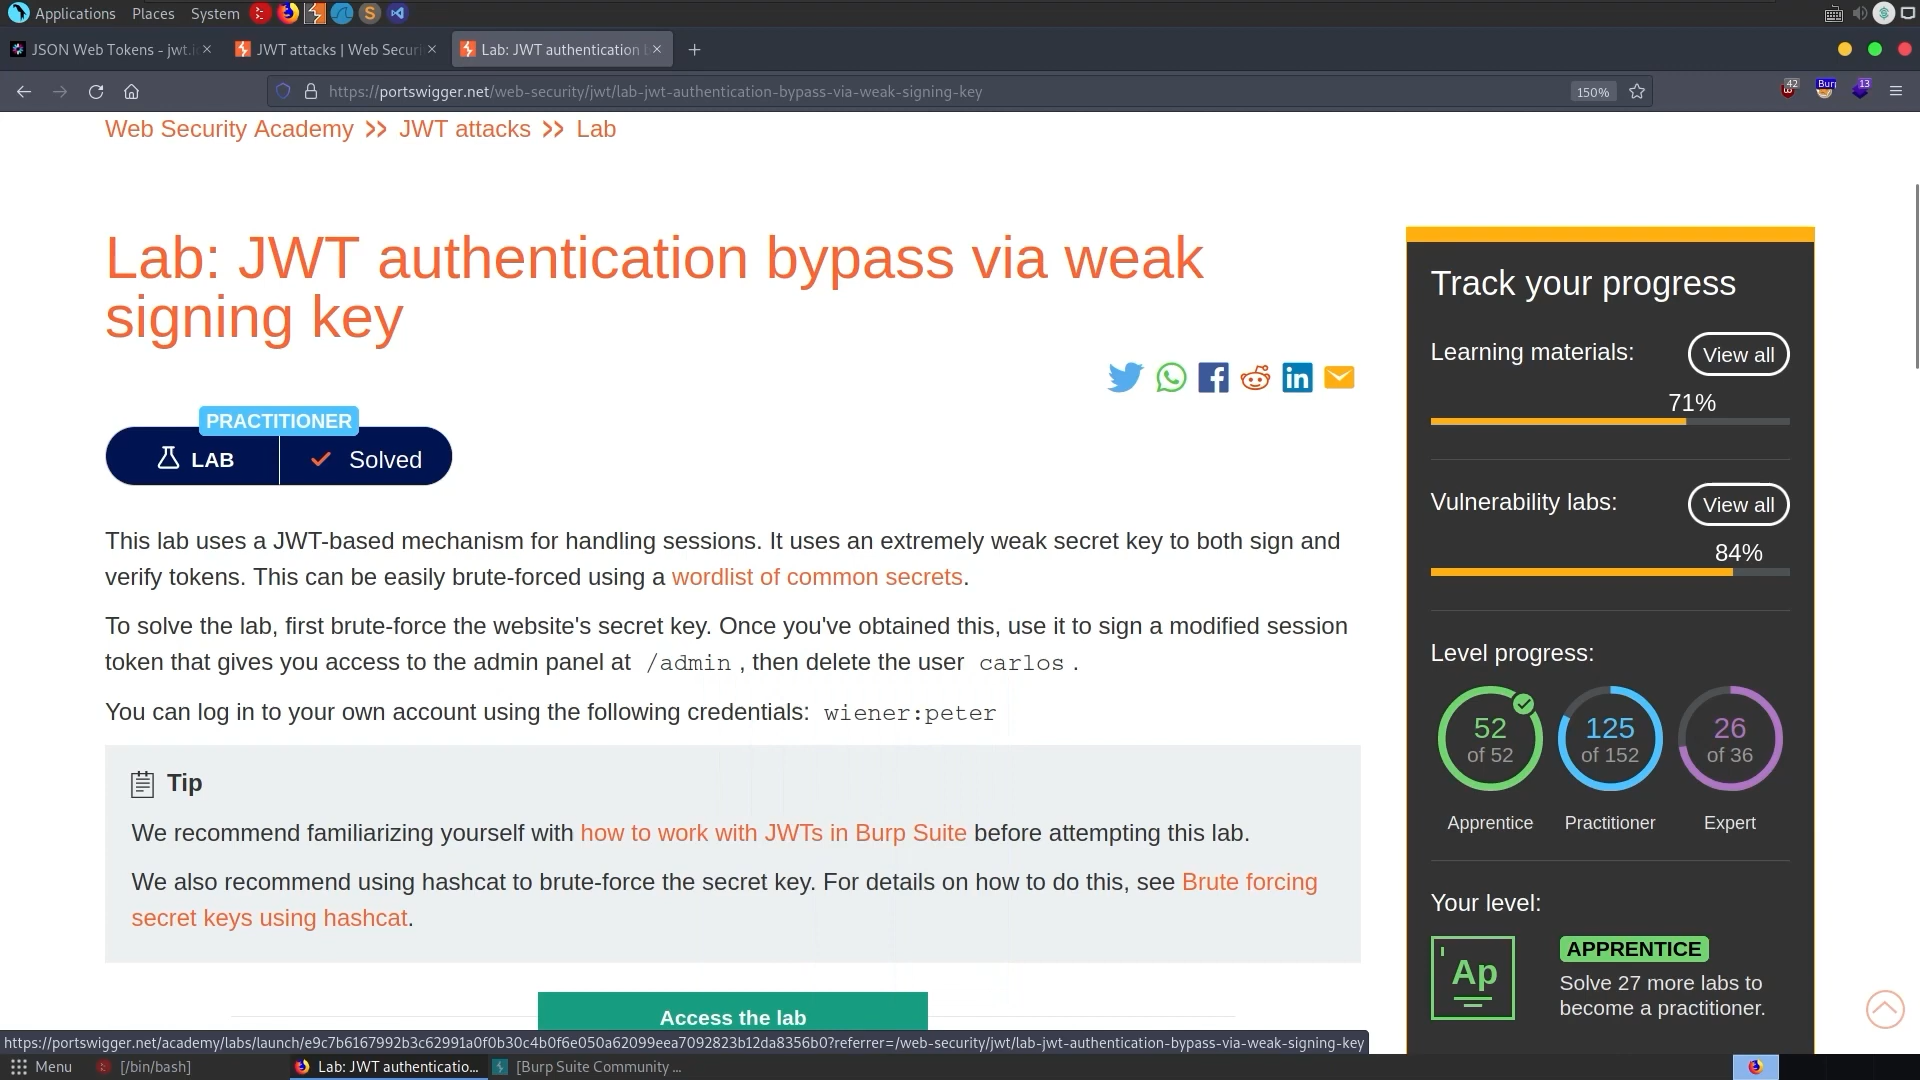 Applications Places System
JSON Web Tokens - jwt.i
JWT attacks | Web Securi
Lab: JWT authentication
https://portswigger.net/web-security/jwt/lab-jwt-authentication-bypass-via-weak-signing-key
150%
42
Bur
13
Web Security Academy >> JWT attacks >> Lab
Lab: JWT authentication bypass via weak
signing key
PRACTITIONER
LAB
Solved
This lab uses a JWT-based mechanism for handling sessions. It uses an extremely weak secret key to both sign and
verify tokens. This can be easily brute-forced using a wordlist of common secrets.
To solve the lab, first brute-force the website's secret key. Once you've obtained this, use it to sign a modified session
token that gives you access to the admin panel at /admin , then delete the user carlos .
You can log in to your own account using the following credentials: wiener:peter
Tip
We recommend familiarizing yourself with how to work with JWTs in Burp Suite before attempting this lab.
We also recommend using hashcat to brute-force the secret key. For details on how to do this, see Brute forcing
secret keys using hashcat.
Access the lab
Track your progress
Learning materials:
View all
71%
Vulnerability labs:
View all
84%
Level progress:
52
of 52
125
of 152
26
of 36
Apprentice
Practitioner
Expert
Your level:
Ap
APPRENTICE
Solve 27 more labs to
become a practitioner.
https://portswigger.net/academy/labs/launch/e9c7b6167992b3c62991a0f0b30c4b0f6e050a62099eea7092823b12da8356b0?referrer=/web-security/jwt/lab-jwt-authentication-bypass-via-weak-signing-key
Menu
[/bin/bash]
Lab: JWT authenticatio...
[Burp Suite Community ...